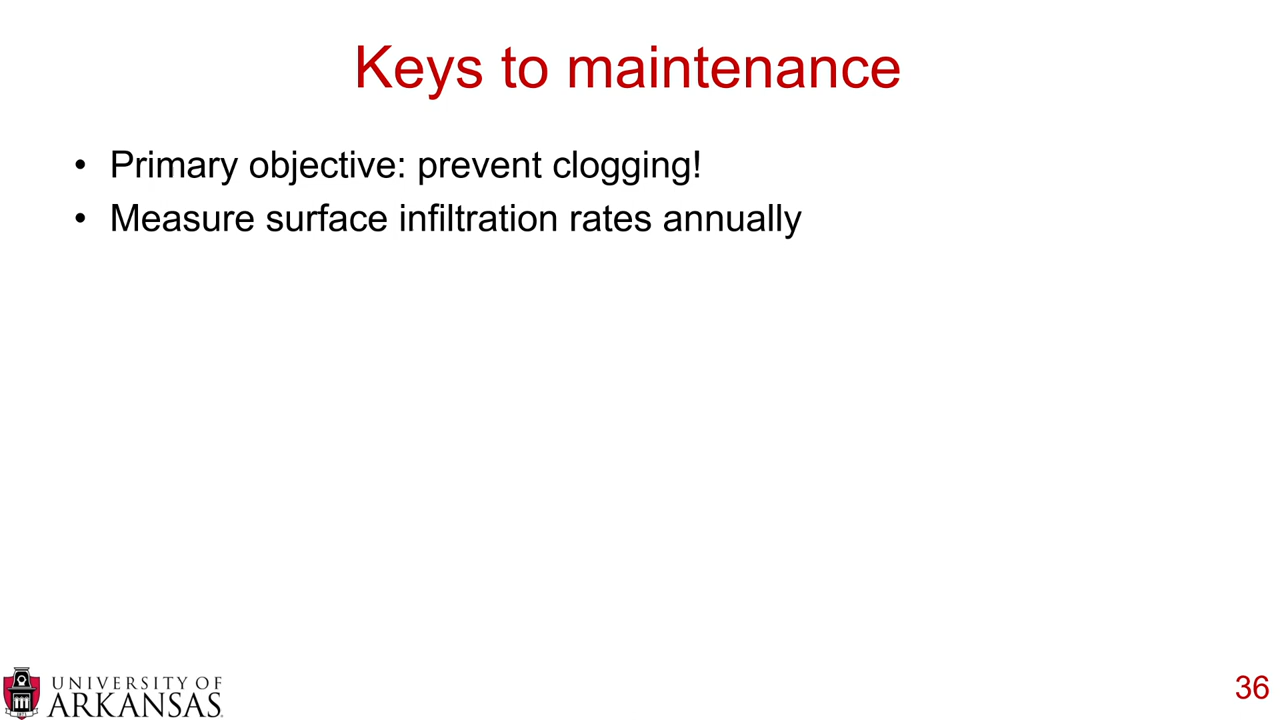 Keys to maintenance
• Primary objective: prevent clogging!
• Measure surface infiltration rates annually
UNIVERSITY OF
ARKANSAS
36